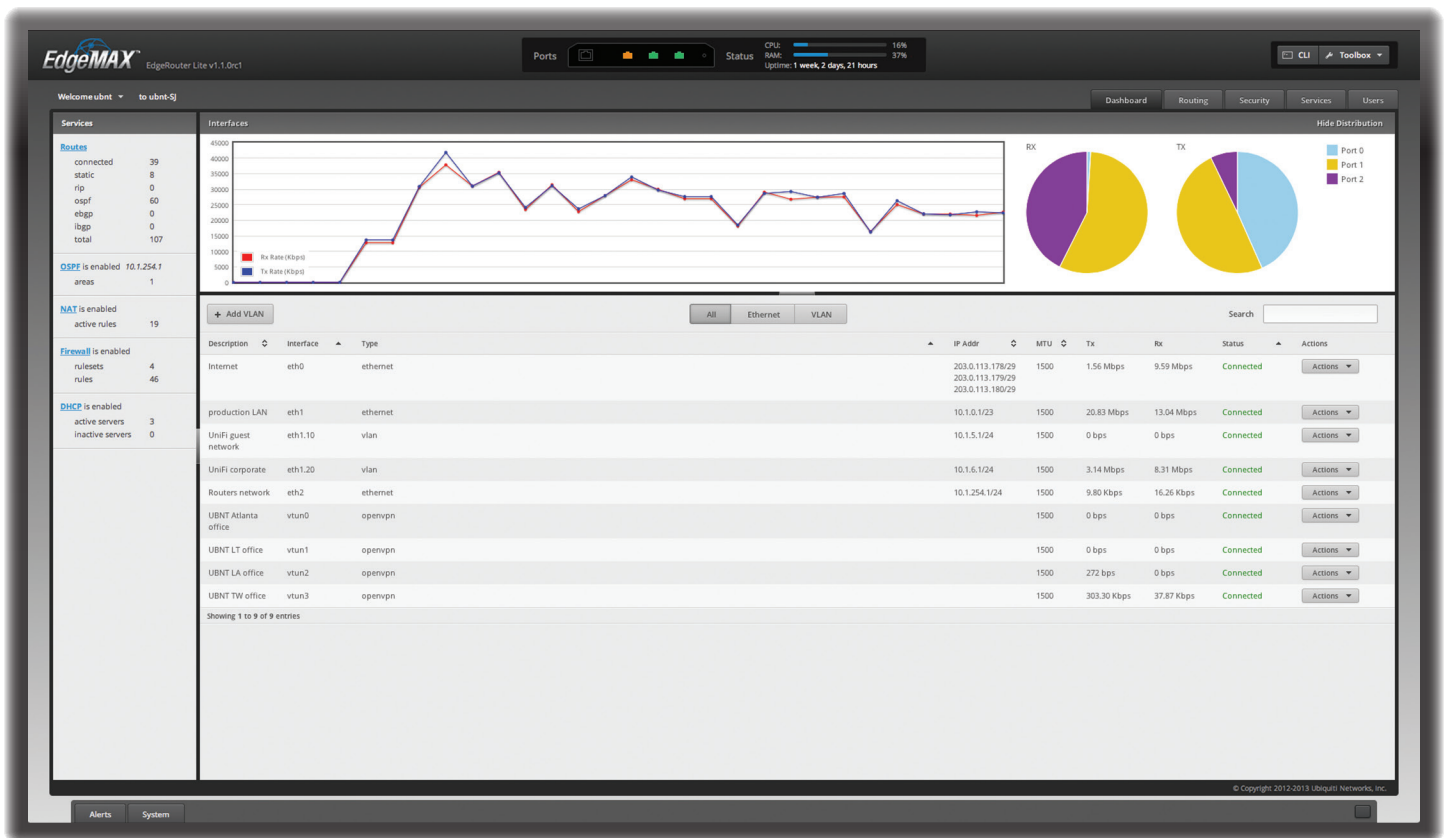 EdgeMAX™ EdgeRouter Lite v1.1.0rc1
Ports
Status
CPU: 16%
RAM: 37%
Uptime: 1 week, 2 days, 21 hours
CLI
Toolbox
Welcome ubnt to ubnt-SJ
Dashboard Routing Security Services Users
Services
Routes
connected 39
static 8
rip 0
ospf 60
ebgp 0
ibgp 0
total 107
OSPF is enabled 10.1.254.1
areas 1
NAT is enabled
active rules 19
Firewall is enabled
rulesets 4
rules 46
DHCP is enabled
active servers 3
inactive servers 0
Interfaces
Hide Distribution
45000
40000
35000
30000
25000
20000
15000
10000
5000
0
Rx Rate (Kbps)
Tx Rate (Kbps)
RX
TX
Port 0
Port 1
Port 2
+ Add VLAN
All Ethernet VLAN
Search
Description Interface Type IP Addr MTU Tx Rx Status Actions
Internet eth0 ethernet 203.0.113.178/29 1500 1.56 Mbps 9.59 Mbps Connected Actions
203.0.113.179/29
203.0.113.180/29
production LAN eth1 ethernet 10.1.0.1/23 1500 20.83 Mbps 13.04 Mbps Connected Actions
UniFi guest eth1.10 vlan 10.1.5.1/24 1500 0 bps 0 bps Connected Actions
network
UniFi corporate eth1.20 vlan 10.1.6.1/24 1500 3.14 Mbps 8.31 Mbps Connected Actions
Routers network eth2 ethernet 10.1.254.1/24 1500 9.80 Kbps 16.26 Kbps Connected Actions
UBNT Atlanta vtun0 openvpn 1500 0 bps 0 bps Connected Actions
office
UBNT LT office vtun1 openvpn 1500 0 bps 0 bps Connected Actions
UBNT LA office vtun2 openvpn 1500 272 bps 0 bps Connected Actions
UBNT TW office vtun3 openvpn 1500 303.30 Kbps 37.87 Kbps Connected Actions
Showing 1 to 9 of 9 entries
© Copyright 2012-2013 Ubiquiti Networks, Inc.
Alerts System